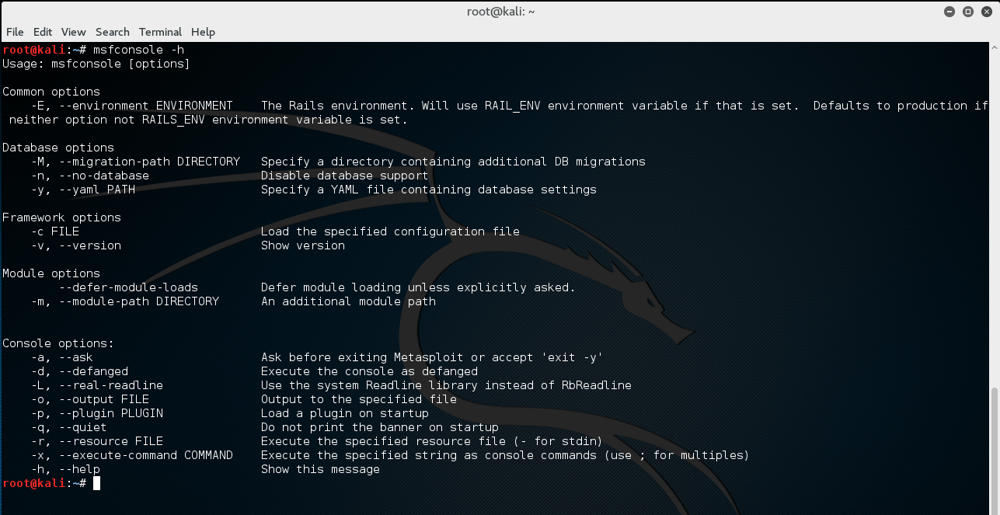 root@kali: ~
File Edit View Search Terminal Help
root@kali:~# msfconsole -h
Usage: msfconsole [options]
Common options
-E, --environment ENVIRONMENT The Rails environment. Will use RAIL_ENV environment variable if that is set. Defaults to production if
neither option not RAILS_ENV environment variable is set.
Database options
-M, --migration-path DIRECTORY Specify a directory containing additional DB migrations
-n, --no-database Disable database support
-y, --yaml PATH Specify a YAML file containing database settings
Framework options
-c FILE Load the specified configuration file
-v, --version Show version
Module options
--defer-module-loads Defer module loading unless explicitly asked.
-m, --module-path DIRECTORY An additional module path
Console options:
-a, --ask Ask before exiting Metasploit or accept 'exit -y'
-d, --defanged Execute the console as defanged
-L, --real-readline Use the system Readline library instead of RbReadline
-o, --output FILE Output to the specified file
-p, --plugin PLUGIN Load a plugin on startup
-q, --quiet Do not print the banner on startup
-r, --resource FILE Execute the specified resource file (- for stdin)
-x, --execute-command COMMAND Execute the specified string as console commands (use ; for multiples)
-h, --help Show this message
root@kali:~#